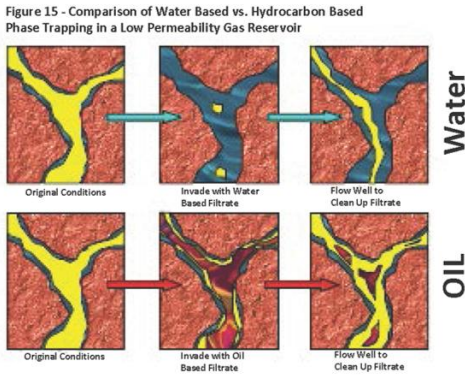 Figure 15 - Comparison of Water Based vs. Hydrocarbon Based
Phase Trapping in a Low Permeability Gas Reservoir
Water
Original Conditions
Invade with Water
Based Filtrate
Flow Well to
Clean Up Filtrate
OIL
Original Conditions
Invade with Oil
Based Filtrate
Flow Well to
Clean Up Filtrate